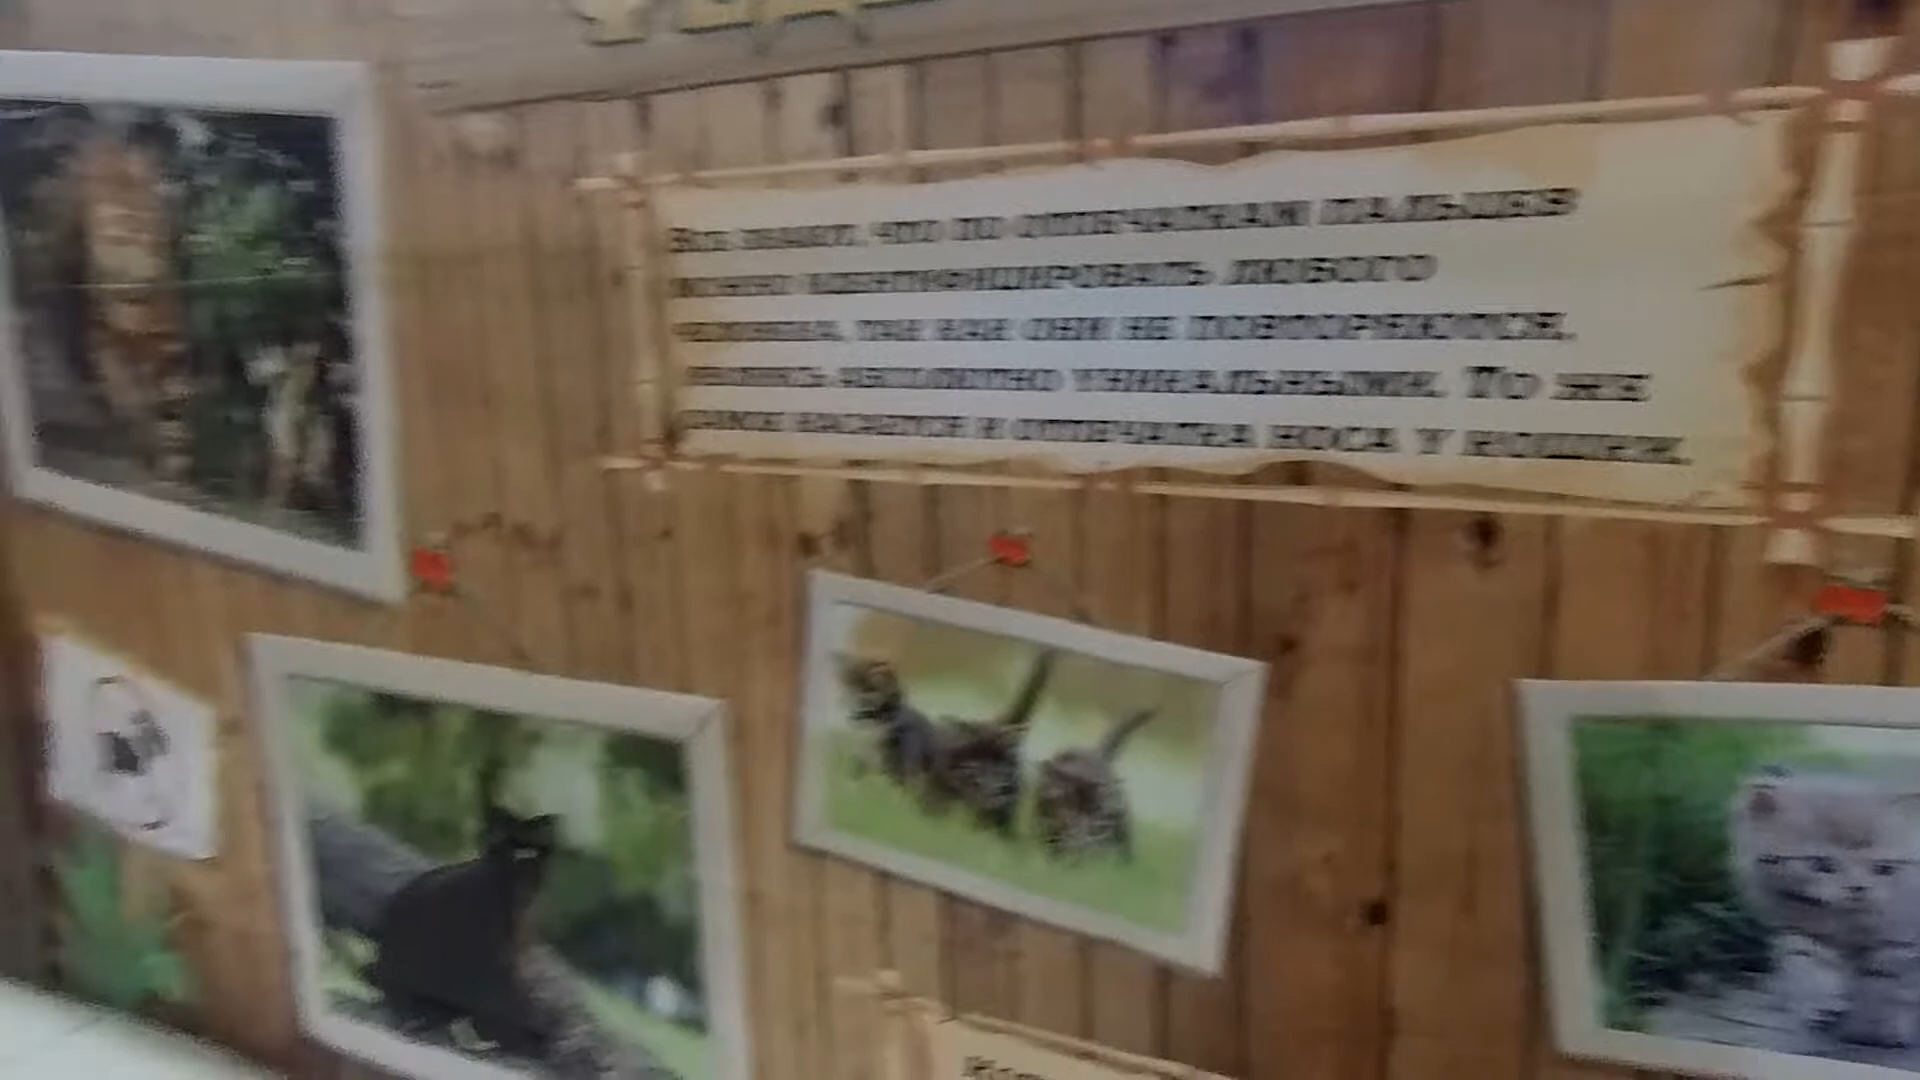 Все знают, что по отпечаткам пальцев
можно идентифицировать любого
человека, так как они не повторяются,
являясь абсолютно уникальными. То же
самое касается и отпечатка носа у кошек.